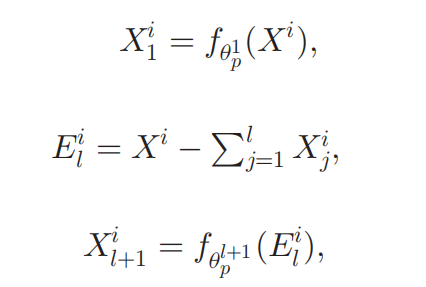 $X_1^i = f_{\theta_p^1}(X^i),$
$E_l^i = X^i - \sum_{j=1}^{l} X_j^i,$
$X_{l+1}^i = f_{\theta_p^{l+1}}(E_l^i),$